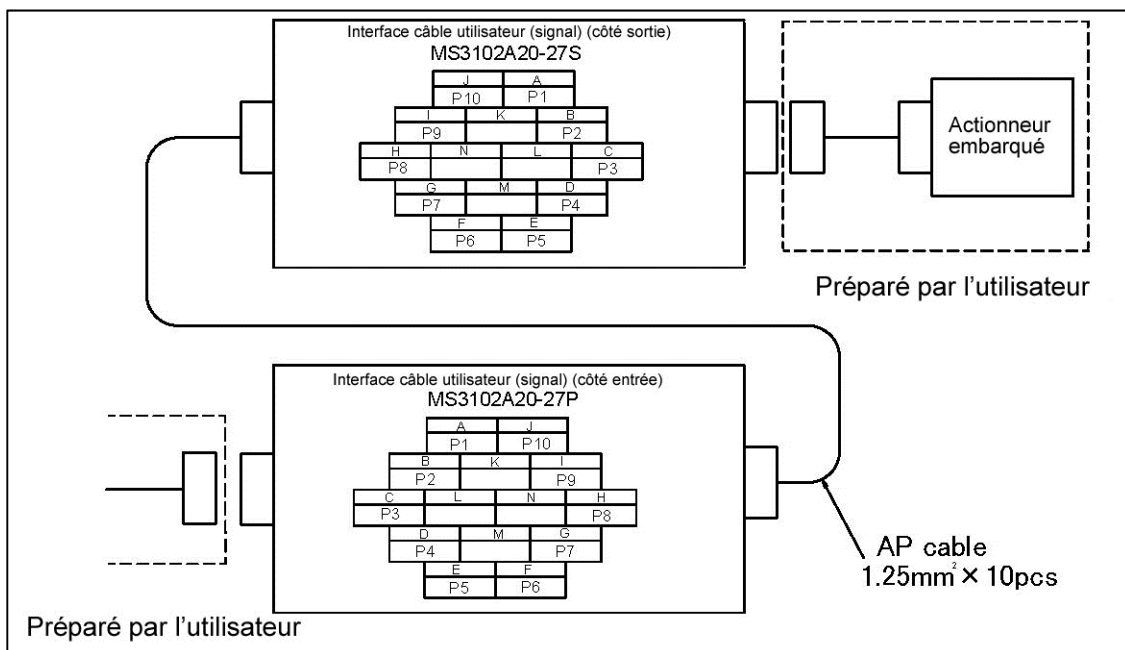 Interface câble utilisateur (signal) (côté sortie)
MS3102A20-27S
J A
P10 P1
I K B
P9 P2
H N L C
P8 P3
G M D
P7 P4
F E
P6 P5
Actionneur
embarqué
Préparé par l'utilisateur
Interface câble utilisateur (signal) (côté entrée)
MS3102A20-27P
A J
P1 P10
B K I
P2 P9
C L N H
P3 P8
D M G
P4 P7
E F
P5 P6
AP cable
1.25mm² × 10pcs
Préparé par l'utilisateur